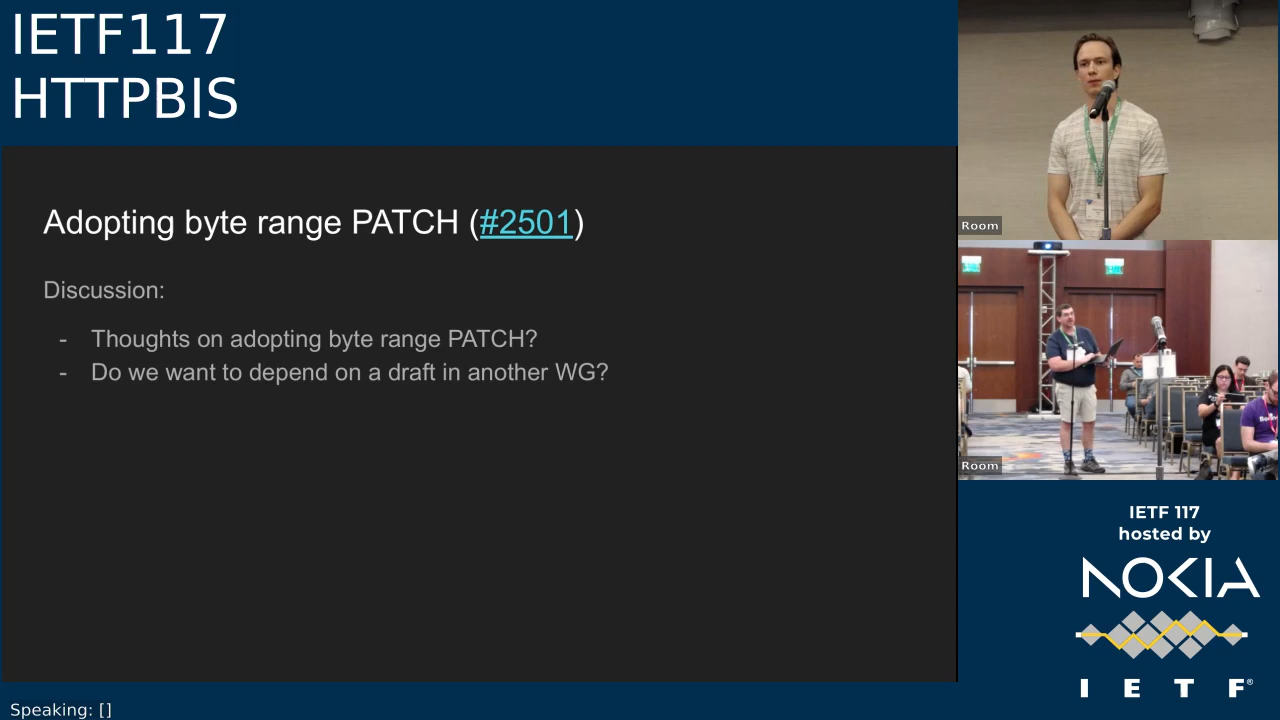 IETF117
HTTPBIS
Adopting byte range PATCH (#2501)
Discussion:
- Thoughts on adopting byte range PATCH?
- Do we want to depend on a draft in another WG?
Room
Room
IETF 117
hosted by
NOKIA
IETF®
Speaking: []